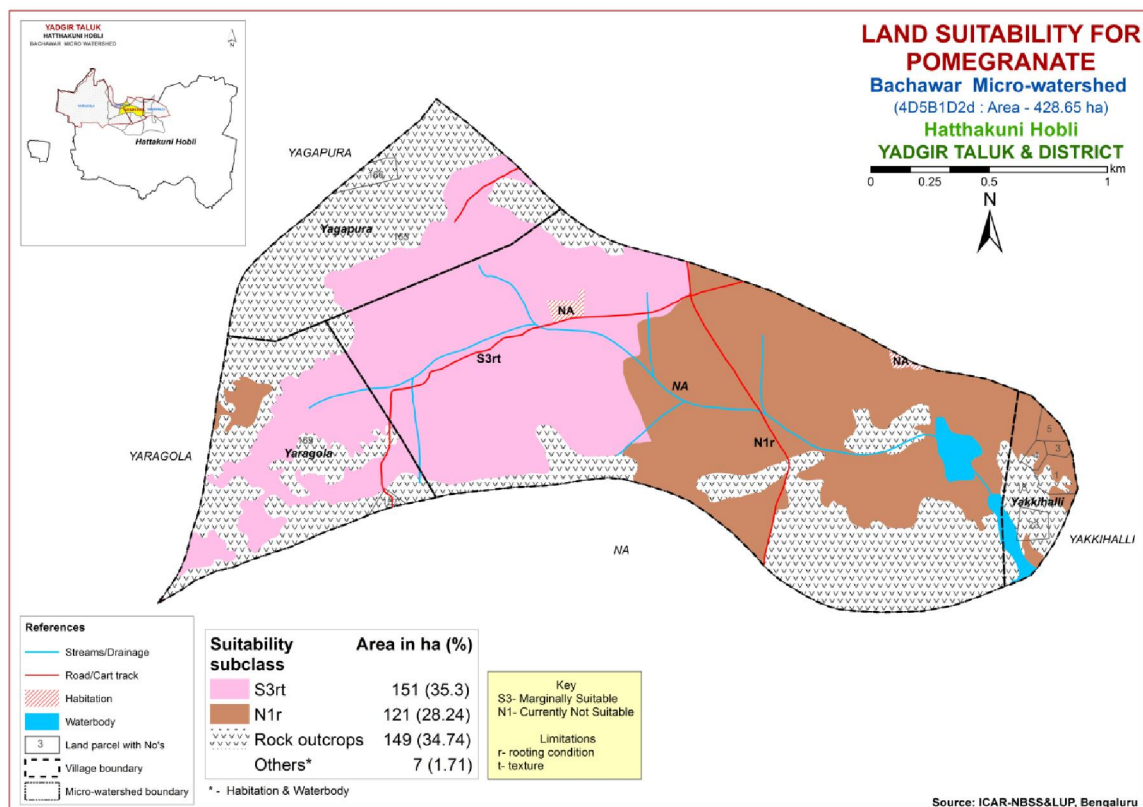 YADGIR TALUK
HATTHAKUNI HOBLI
BACHAWAR MICRO WATERSHED
N
Hattakuni Hobli
LAND SUITABILITY FOR
POMEGRANATE
Bachawar Micro-watershed
(4D5B1D2d : Area - 428.65 ha)
Hatthakuni Hobli
YADGIR TALUK & DISTRICT
km
0 0.25 0.5 1
N
YAGAPURA
Yagapura
NA
S3rt
NA
NA
N1r
YARAGOLA
169
Yaragola
5
3
1
Yakkihalli
YAKKIHALLI
NA
References
Streams/Drainage
Road/Cart track
Habitation
Waterbody
3 Land parcel with No's
Village boundary
Micro-watershed boundary
Suitability subclass Area in ha (%)
S3rt 151 (35.3)
N1r 121 (28.24)
Rock outcrops 149 (34.74)
Others* 7 (1.71)
* - Habitation & Waterbody
Key
S3- Marginally Suitable
N1- Currently Not Suitable
Limitations
r- rooting condition
t- texture
Source: ICAR-NBSS&LUP, Bengaluru